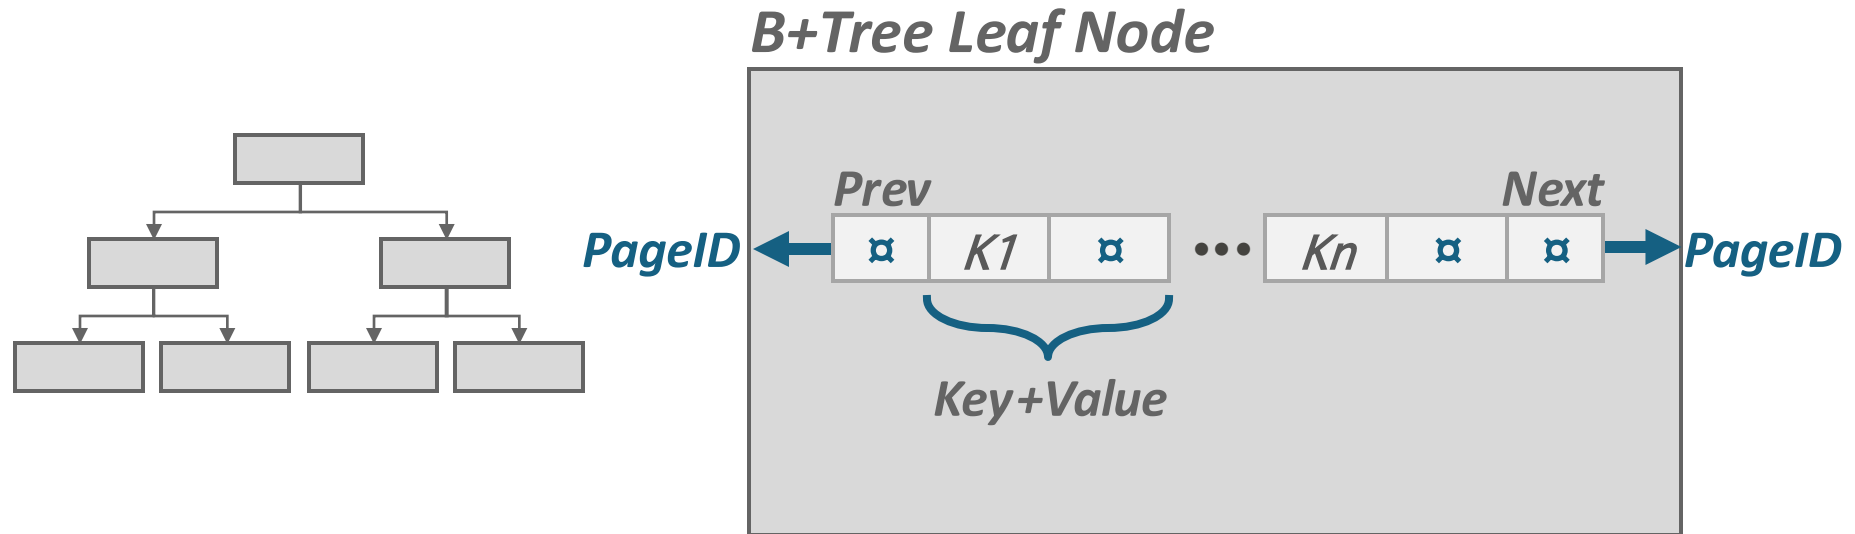 B+Tree Leaf Node
Prev Next
PageID ¤ K1 ¤ ••• Kn ¤ ¤ PageID
Key+Value